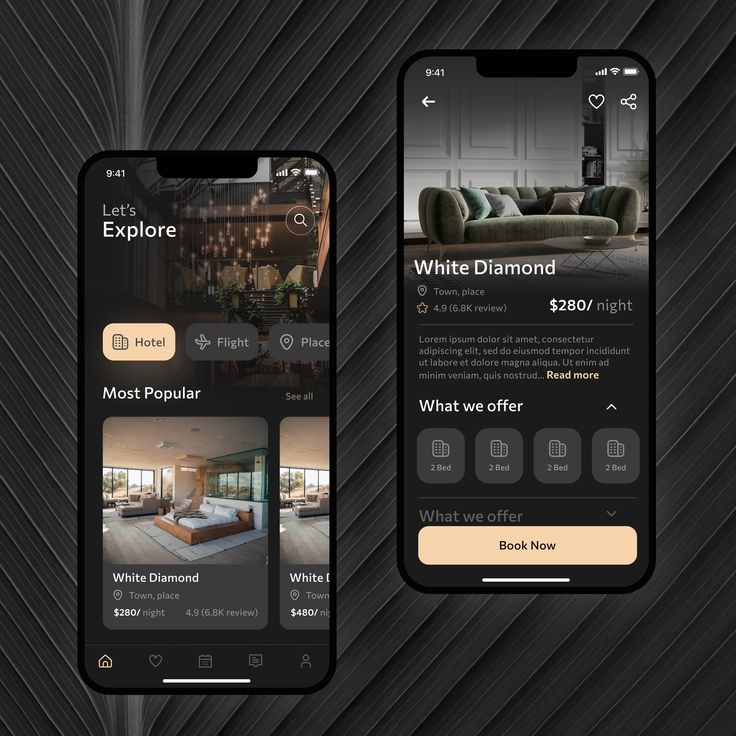 9:41
Let's
Explore
Hotel
Flight
Place
Most Popular
See all
White Diamond
Town, place
$280/ night
4.9 (6.8K review)
White D
Town
$480/ ni
9:41
White Diamond
Town, place
4.9 (6.8K review)
$280/ night
Lorem ipsum dolor sit amet, consectetur
adipiscing elit, sed do eiusmod tempor incididunt
ut labore et dolore magna aliqua. Ut enim ad
minim veniam, quis nostrud... Read more
What we offer
2 Bed
2 Bed
2 Bed
2 Bed
What we offer
Book Now